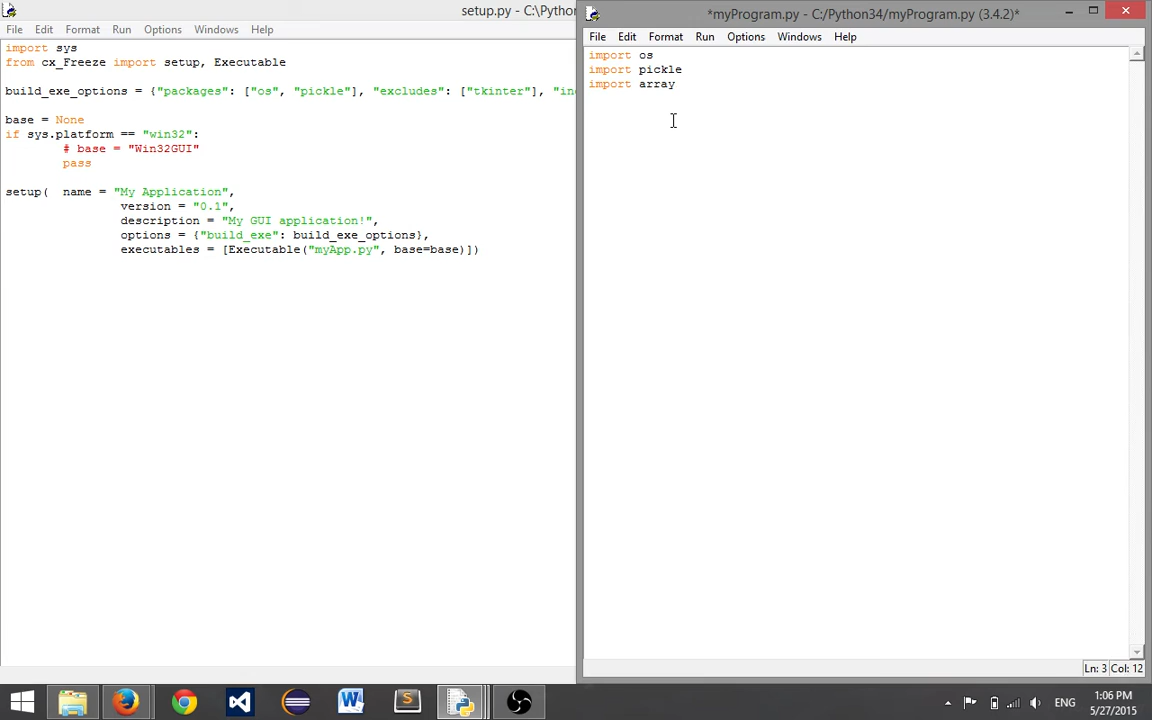 setup.py - C:\Pytho
File Edit Format Run Options Windows Help
import sys
from cx_Freeze import setup, Executable
build_exe_options = {"packages": ["os", "pickle"], "excludes": ["tkinter"],
base = None
if sys.platform == "win32":
# base = "Win32GUI"
pass
setup( name = "My Application",
version = "0.1",
description = "My GUI application!",
options = {"build_exe": build_exe_options},
executables = [Executable("myApp.py", base=base)])
*myProgram.py - C:/Python34/myProgram.py (3.4.2)*
File Edit Format Run Options Windows Help
import os
import pickle
import array
Ln: 3 Col: 12
W
S
ENG
1:06 PM
5/27/2015